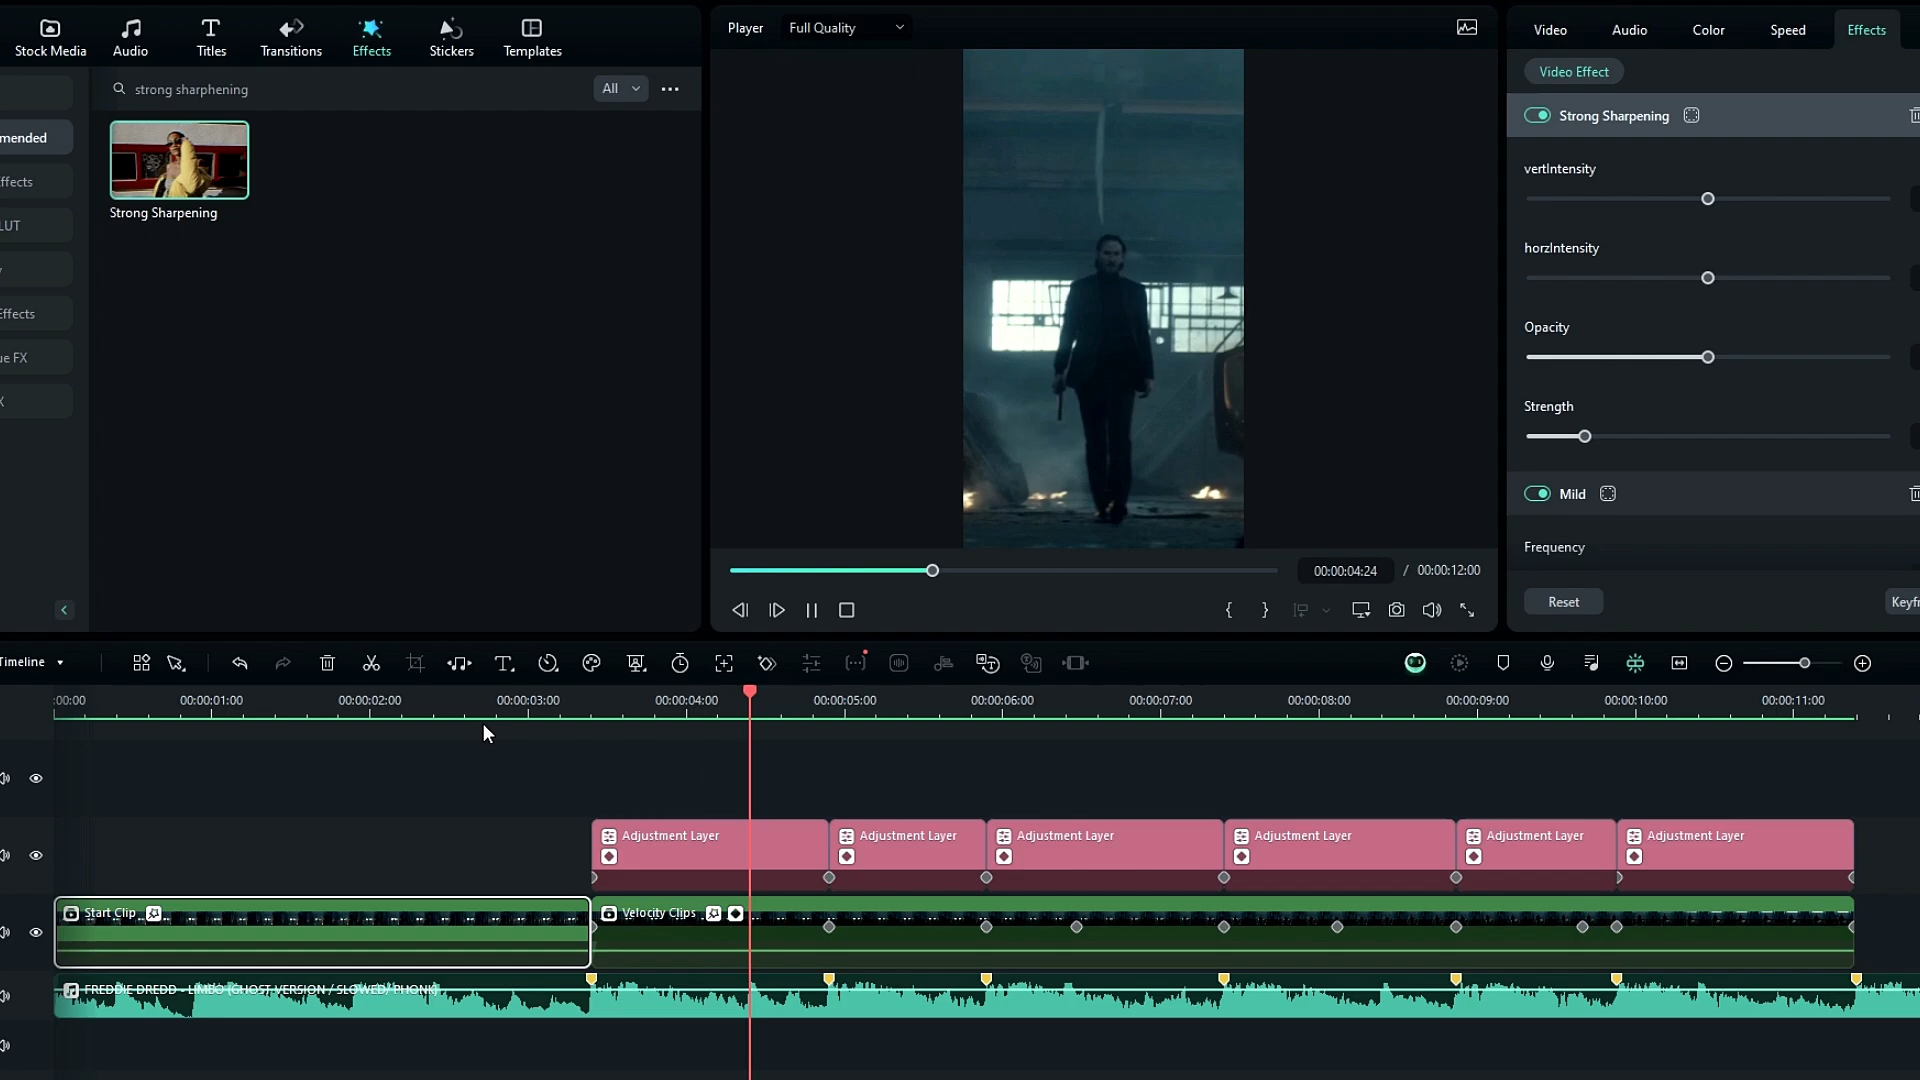 Stock Media
Audio
Titles
Transitions
Effects
Stickers
Templates
strong sharphening
All
mended
ffects
LUT
Effects
ue FX
X
Strong Sharpening
Player
Full Quality
00:00:04:24 / 00:00:12:00
Video
Audio
Color
Speed
Effects
Video Effect
Strong Sharpening
vertIntensity
horzIntensity
Opacity
Strength
Mild
Frequency
Reset
Keyfr
Timeline
:00:00
00:00:01:00
00:00:02:00
00:00:03:00
00:00:04:00
00:00:05:00
00:00:06:00
00:00:07:00
00:00:08:00
00:00:09:00
00:00:10:00
00:00:11:00
Adjustment Layer
Adjustment Layer
Adjustment Layer
Adjustment Layer
Adjustment Layer
Adjustment Layer
Start Clip
Velocity Clips
FREDDIE DREDD - LIMBO (GHOST VERSION / SLOWED/ PHONK)